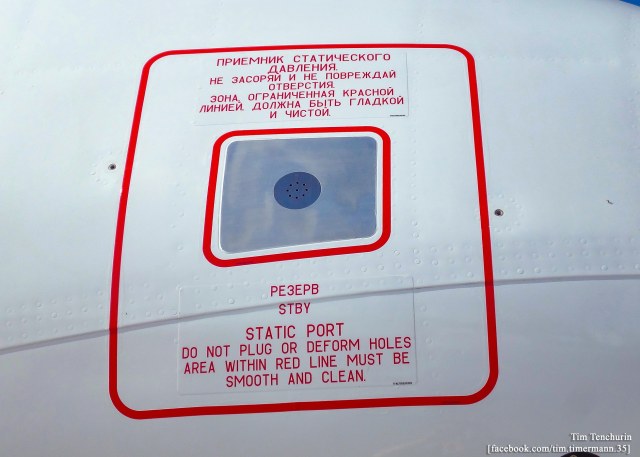 ПРИЕМНИК СТАТИЧЕСКОГО
ДАВЛЕНИЯ.
НЕ ЗАСОРЯЙ И НЕ ПОВРЕЖДАЙ
ОТВЕРСТИЯ.
ЗОНА, ОГРАНИЧЕННАЯ КРАСНОЙ
ЛИНИЕЙ. ДОЛЖНА БЫТЬ ГЛАДКОЙ
И ЧИСТОЙ.
РЕЗЕРВ
STBY
STATIC PORT
DO NOT PLUG OR DEFORM HOLES
AREA WITHIN RED LINE MUST BE
SMOOTH AND CLEAN.
Tim Tenchurin
[facebook.com/tim.timermann.35]